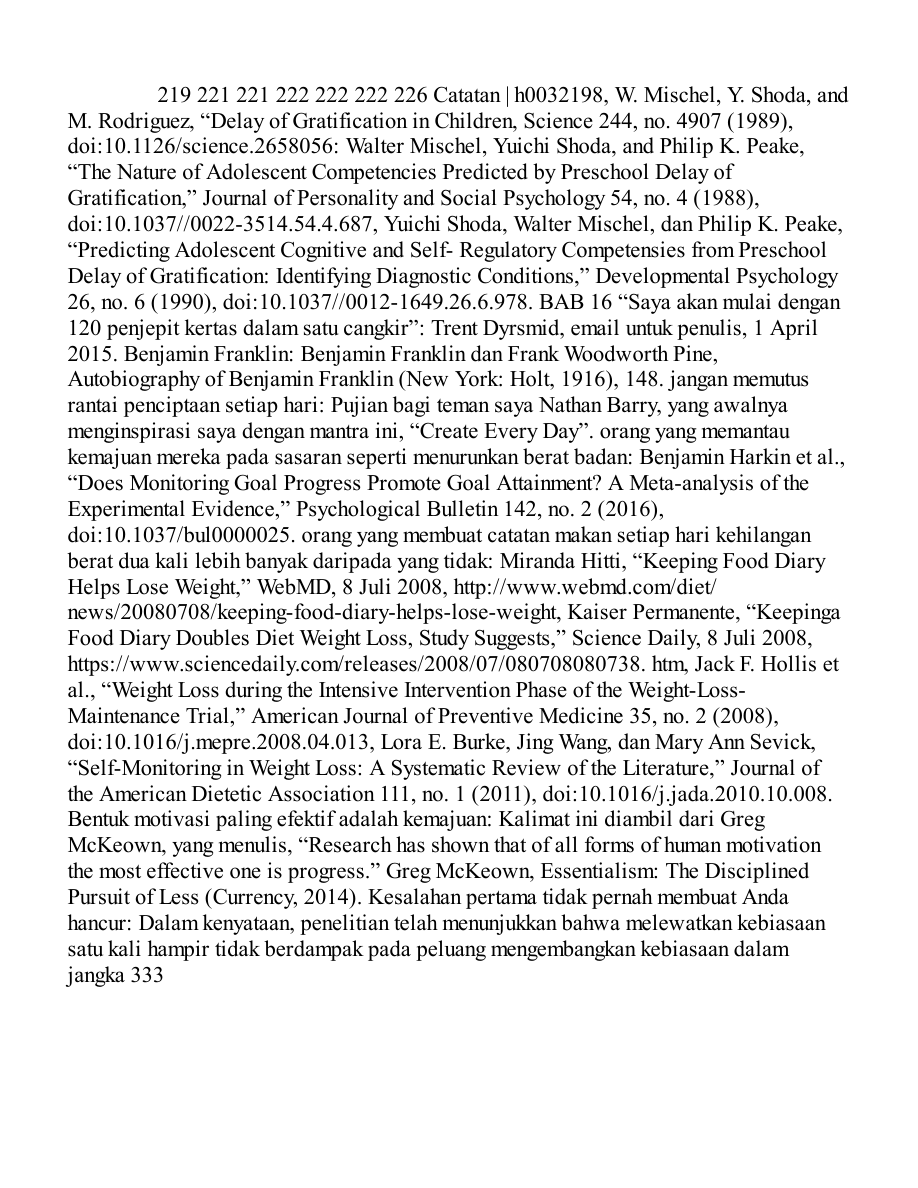 219 221 221 222 222 222 226 Catatan | h0032198, W. Mischel, Y. Shoda, and
M. Rodriguez, “Delay of Gratification in Children, Science 244, no. 4907 (1989),
doi:10.1126/science.2658056: Walter Mischel, Yuichi Shoda, and Philip K. Peake,
“The Nature of Adolescent Competencies Predicted by Preschool Delay of
Gratification,” Journal of Personality and Social Psychology 54, no. 4 (1988),
doi:10.1037//0022-3514.54.4.687, Yuichi Shoda, Walter Mischel, dan Philip K. Peake,
“Predicting Adolescent Cognitive and Self- Regulatory Competensies from Preschool
Delay of Gratification: Identifying Diagnostic Conditions,” Developmental Psychology
26, no. 6 (1990), doi:10.1037//0012-1649.26.6.978. BAB 16 “Saya akan mulai dengan
120 penjepit kertas dalam satu cangkir”: Trent Dyrsmid, email untuk penulis, 1 April
2015. Benjamin Franklin: Benjamin Franklin dan Frank Woodworth Pine,
Autobiography of Benjamin Franklin (New York: Holt, 1916), 148. jangan memutus
rantai penciptaan setiap hari: Pujian bagi teman saya Nathan Barry, yang awalnya
menginspirasi saya dengan mantra ini, “Create Every Day”. orang yang memantau
kemajuan mereka pada sasaran seperti menurunkan berat badan: Benjamin Harkin et al.,
“Does Monitoring Goal Progress Promote Goal Attainment? A Meta-analysis of the
Experimental Evidence,” Psychological Bulletin 142, no. 2 (2016),
doi:10.1037/bul0000025. orang yang membuat catatan makan setiap hari kehilangan
berat dua kali lebih banyak daripada yang tidak: Miranda Hitti, “Keeping Food Diary
Helps Lose Weight,” WebMD, 8 Juli 2008, http://www.webmd.com/diet/
news/20080708/keeping-food-diary-helps-lose-weight, Kaiser Permanente, “Keepinga
Food Diary Doubles Diet Weight Loss, Study Suggests,” Science Daily, 8 Juli 2008,
https://www.sciencedaily.com/releases/2008/07/080708080738. htm, Jack F. Hollis et
al., “Weight Loss during the Intensive Intervention Phase of the Weight-Loss-
Maintenance Trial,” American Journal of Preventive Medicine 35, no. 2 (2008),
doi:10.1016/j.mepre.2008.04.013, Lora E. Burke, Jing Wang, dan Mary Ann Sevick,
“Self-Monitoring in Weight Loss: A Systematic Review of the Literature,” Journal of
the American Dietetic Association 111, no. 1 (2011), doi:10.1016/j.jada.2010.10.008.
Bentuk motivasi paling efektif adalah kemajuan: Kalimat ini diambil dari Greg
McKeown, yang menulis, “Research has shown that of all forms of human motivation
the most effective one is progress.” Greg McKeown, Essentialism: The Disciplined
Pursuit of Less (Currency, 2014). Kesalahan pertama tidak pernah membuat Anda
hancur: Dalam kenyataan, penelitian telah menunjukkan bahwa melewatkan kebiasaan
satu kali hampir tidak berdampak pada peluang mengembangkan kebiasaan dalam
jangka 333